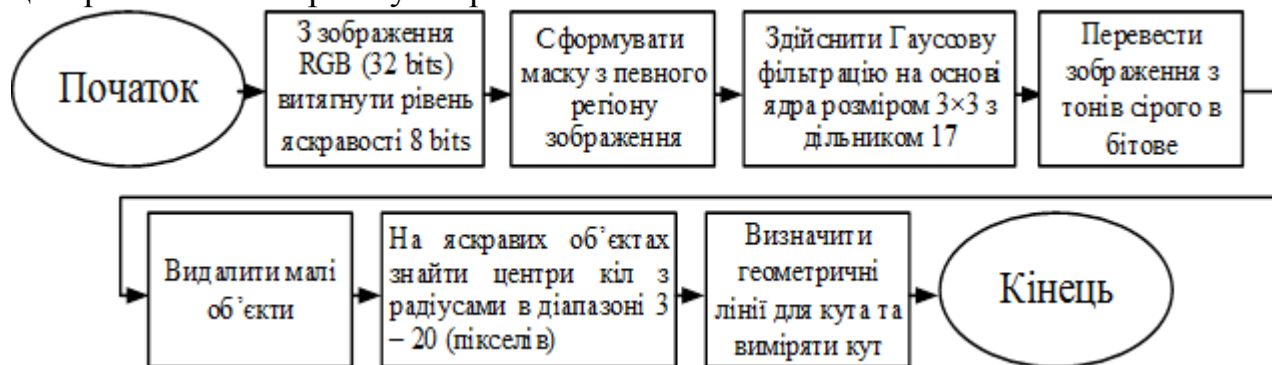 Початок
З зображення
RGB (32 bits)
витягнути рівень
яскравості 8 bits
Сформувати
маску з певного
регіону
зображення
Здійснити Гауссову
фільтрацію на основі
ядра розміром 3×3 з
дільником 17
Перевести
зображення з
тонів сірого в
бітове
Видалити малі
об’єкти
На яскравих об’єктах
знайти центри кіл з
радіусами в діапазоні 3
– 20 (пікселів)
Визначити
геометричні
лінії для кута та
виміряти кут
Кінець